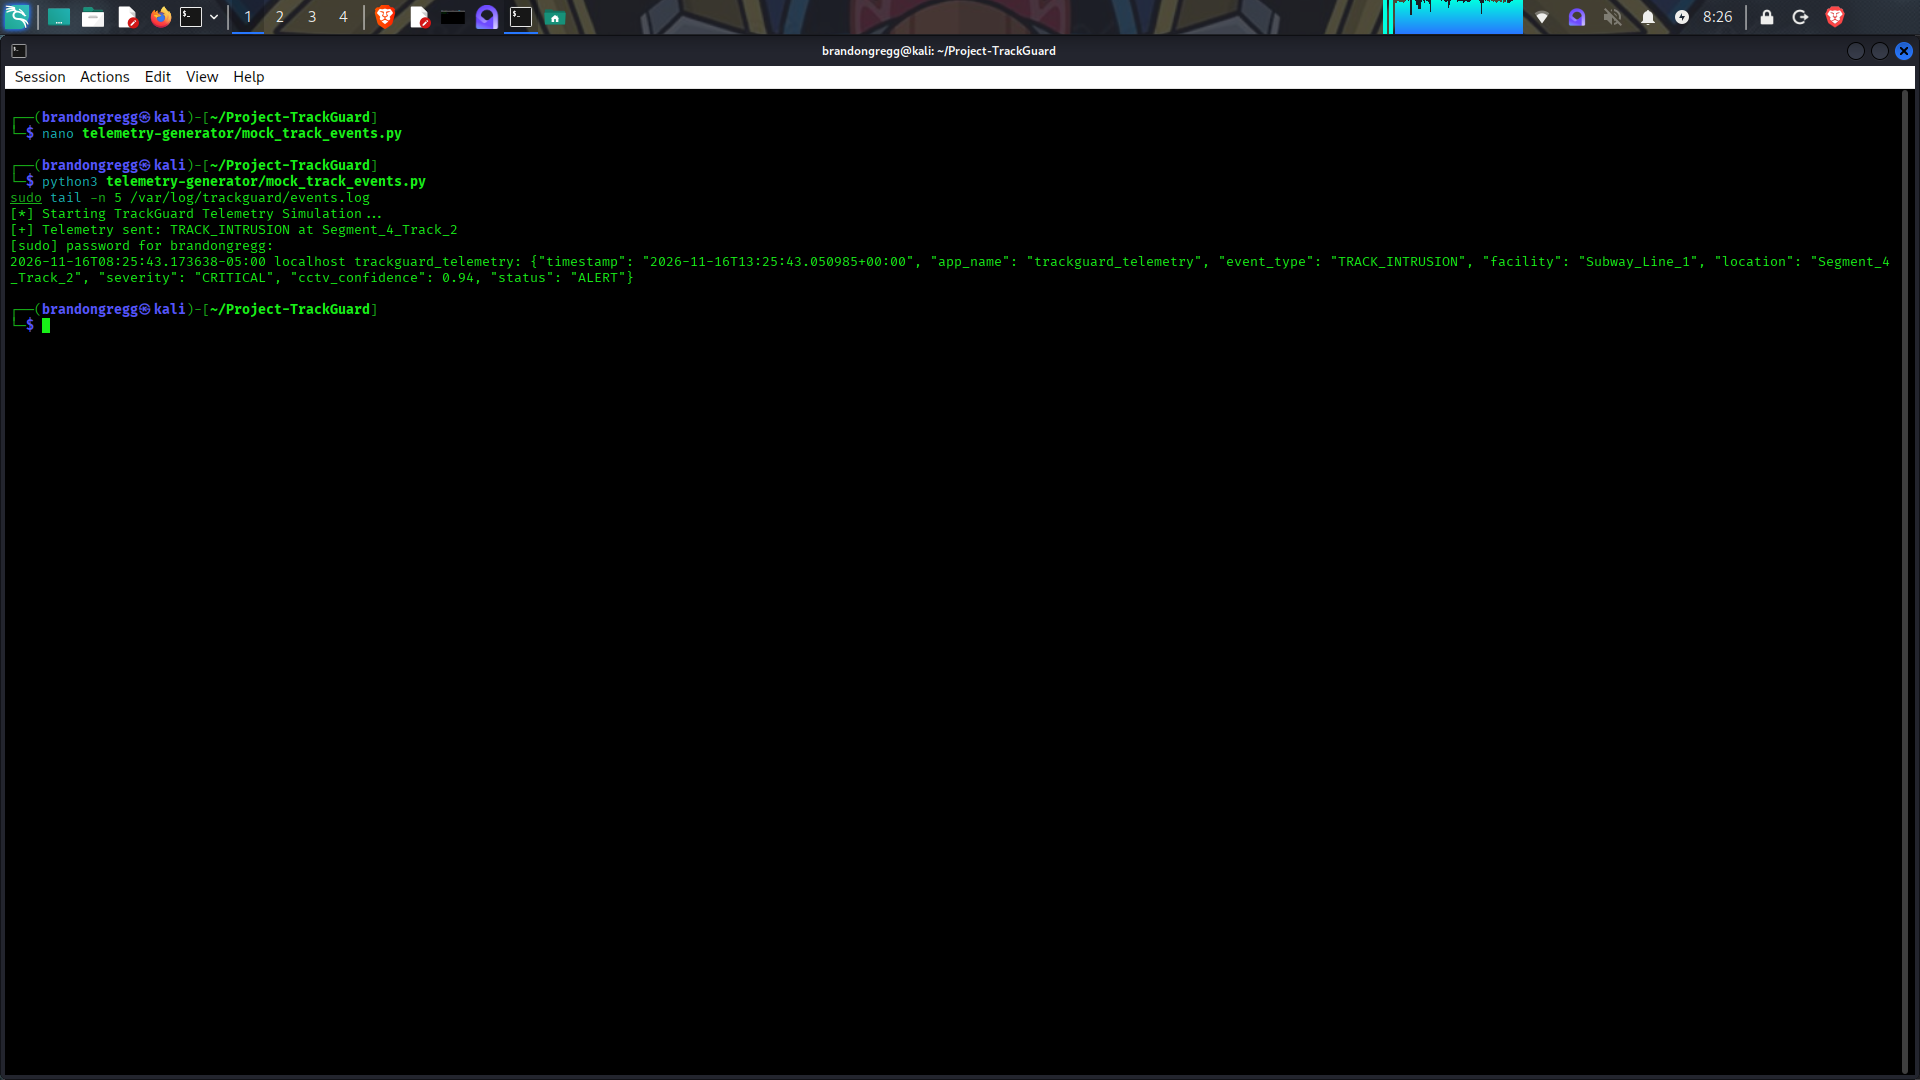 1 2 3 4 8:26
brandongregg@kali: ~/Project-TrackGuard
Session Actions Edit View Help
┌──(brandongregg㉿kali)-[~/Project-TrackGuard]
└─$ nano telemetry-generator/mock_track_events.py
┌──(brandongregg㉿kali)-[~/Project-TrackGuard]
└─$ python3 telemetry-generator/mock_track_events.py
sudo tail -n 5 /var/log/trackguard/events.log
[*] Starting TrackGuard Telemetry Simulation...
[+] Telemetry sent: TRACK_INTRUSION at Segment_4_Track_2
[sudo] password for brandongregg:
2026-11-16T08:25:43.173638-05:00 localhost trackguard_telemetry: {"timestamp": "2026-11-16T13:25:43.050985+00:00", "app_name": "trackguard_telemetry", "event_type": "TRACK_INTRUSION", "facility": "Subway_Line_1", "location": "Segment_4
_Track_2", "severity": "CRITICAL", "cctv_confidence": 0.94, "status": "ALERT"}
┌──(brandongregg㉿kali)-[~/Project-TrackGuard]
└─$